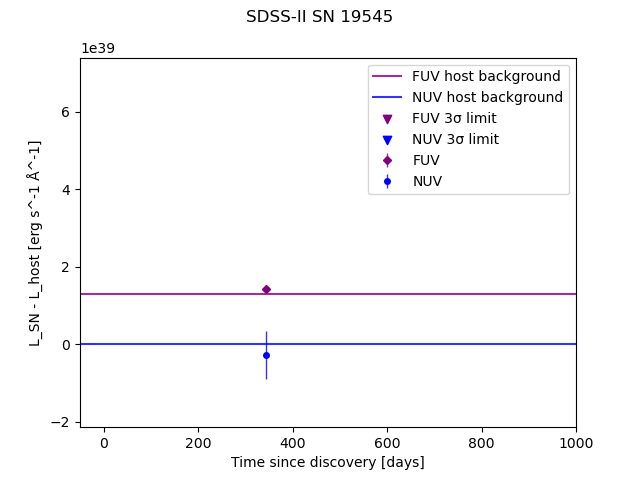 SDSS-II SN 19545
1e39
FUV host background
NUV host background
FUV 3σ limit
NUV 3σ limit
FUV
NUV
6
4
2
0
−2
L_SN - L_host [erg s^-1 Å^-1]
0 200 400 600 800 1000
Time since discovery [days]